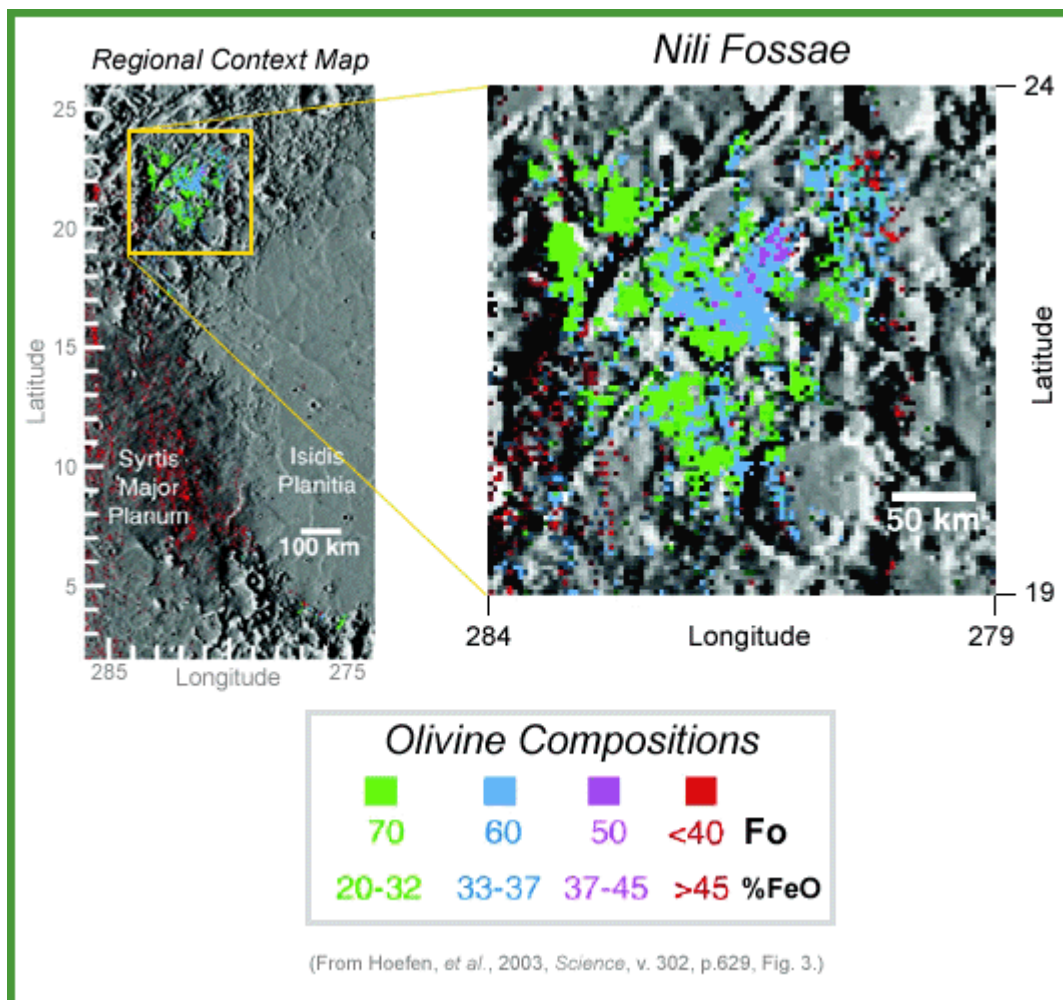 Regional Context Map
25
20
15
10
5
Latitude
Syrtis
Major
Planum
Isidis
Planitia
100 km
285
275
Longitude
Nili Fossae
24
Latitude
50 km
19
284
Longitude
279
Olivine Compositions
70 60 50 <40 Fo
20-32 33-37 37-45 >45 %FeO
(From Hoefen, et al., 2003, Science, v. 302, p.629, Fig. 3.)